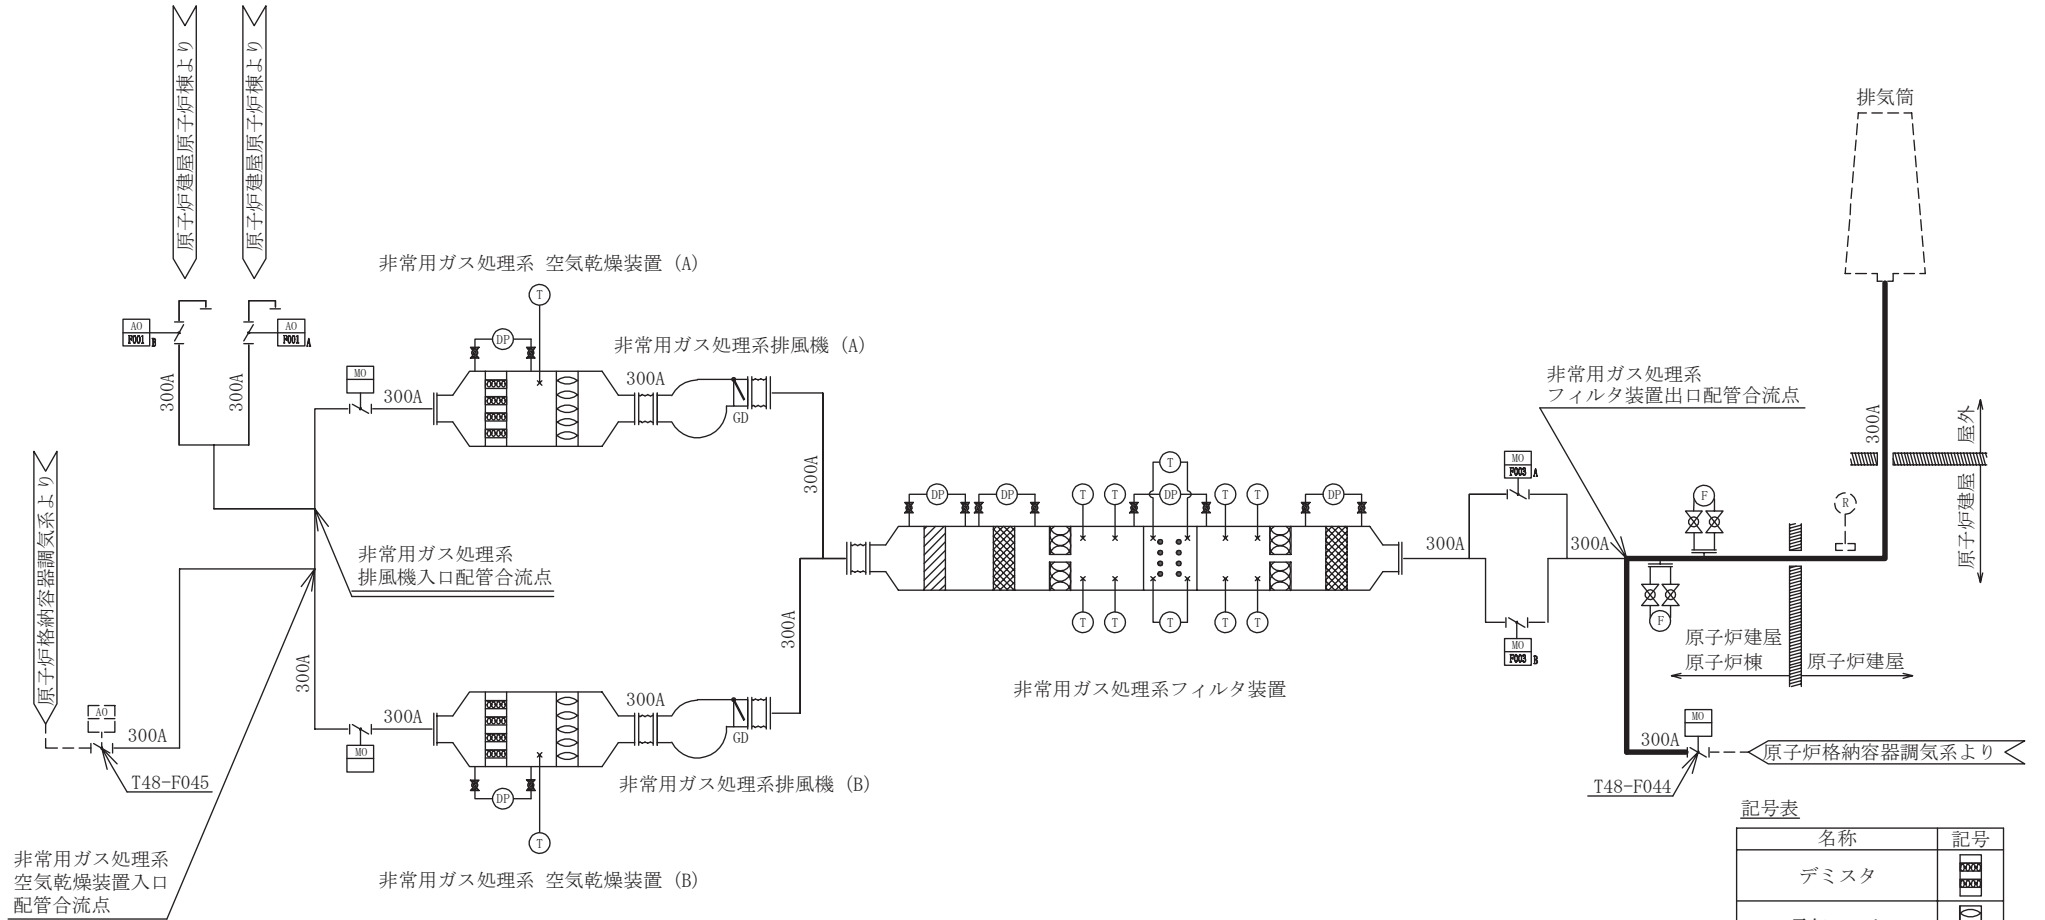 原子炉建屋原子炉棟より
原子炉建屋原子炉棟より
排気筒
非常用ガス処理系 空気乾燥装置 (A)
T
AO
F001
B
AO
F001
A
DP
非常用ガス処理系排風機 (A)
300A
300A
MO
300A
300A
GD
非常用ガス処理系
フィルタ装置出口配管合流点
300A
屋外
原子炉建屋
原子炉格納容器調気系より
300A
T
MO
F003
A
DP
DP
T
T
DP
T
T
DP
F
R
非常用ガス処理系
排風機入口配管合流点
300A
300A
300A
300A
T
T
T
T
T
F
MO
F003
B
原子炉建屋
原子炉棟
原子炉建屋
非常用ガス処理系フィルタ装置
AO
300A
300A
300A
MO
GD
MO
300A
原子炉格納容器調気系より
T48-F045
DP
非常用ガス処理系排風機 (B)
T48-F044
T
記号表
名称
記号
非常用ガス処理系
空気乾燥装置入口
配管合流点
非常用ガス処理系 空気乾燥装置 (B)
デミスタ